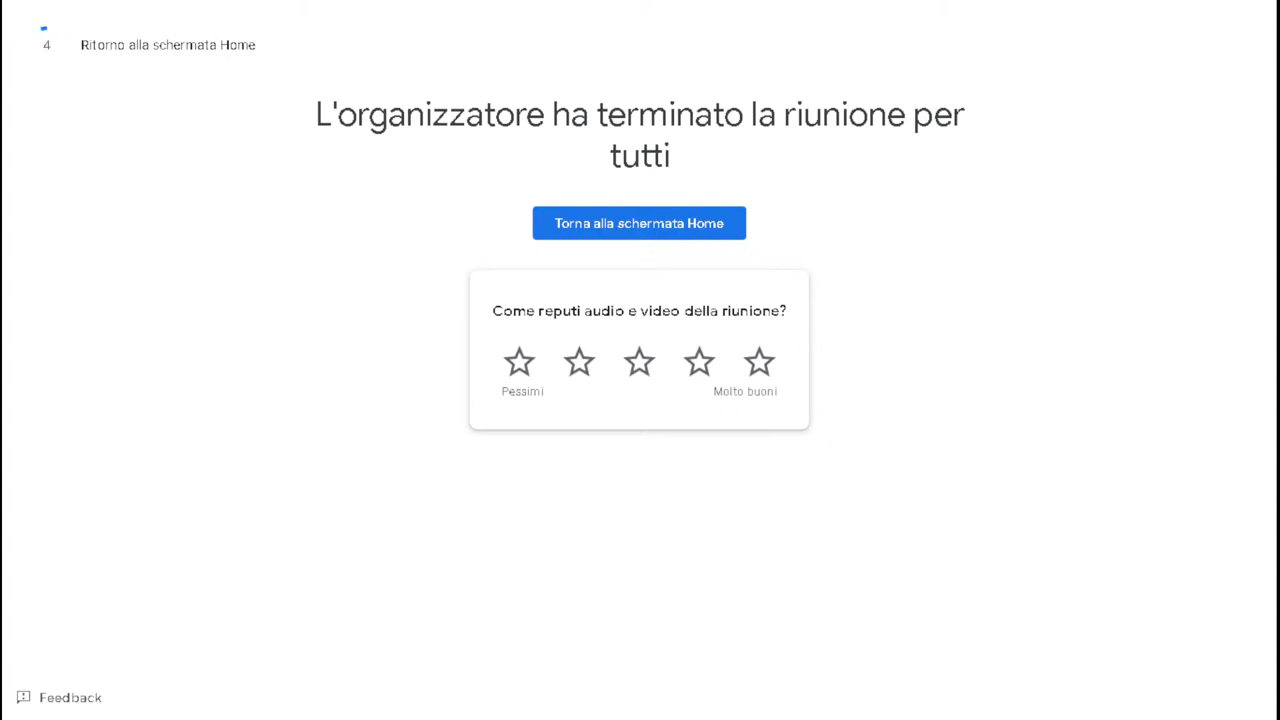 4 Ritorno alla schermata Home
L'organizzatore ha terminato la riunione per
tutti
Torna alla schermata Home
Come reputi audio e video della riunione?
Pessimi Molto buoni
Feedback